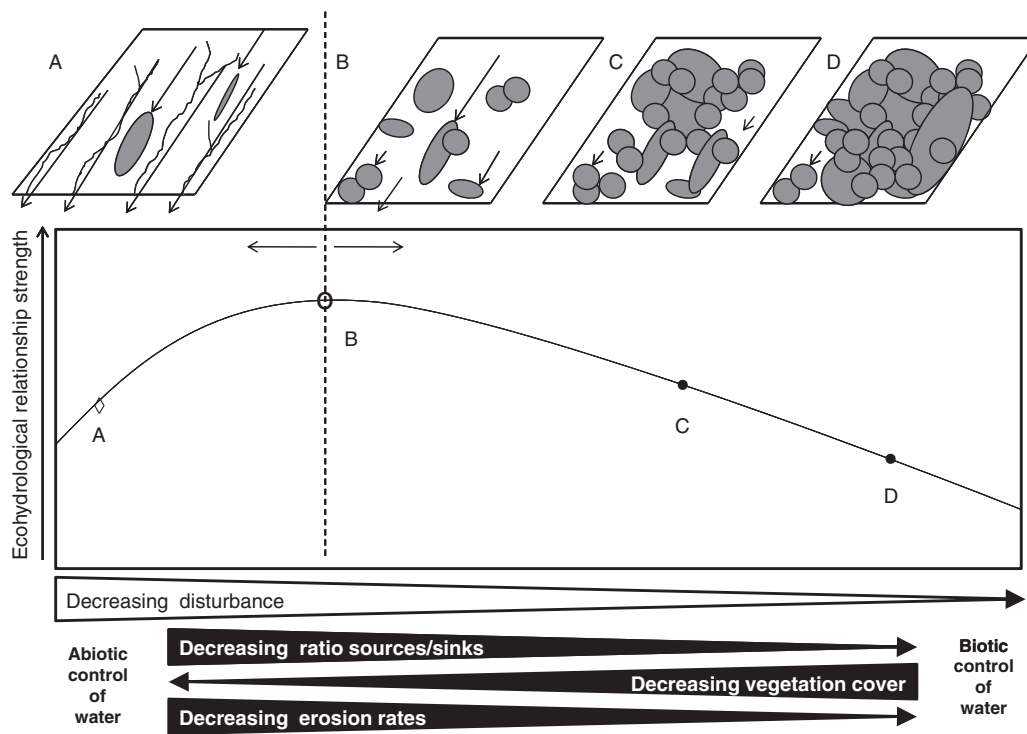 A
B
C
D
Ecohydrological relationship strength
A
B
C
D
Decreasing disturbance
Abiotic
control
of
water
Decreasing ratio sources/sinks
Decreasing vegetation cover
Decreasing erosion rates
Biotic
control
of
water